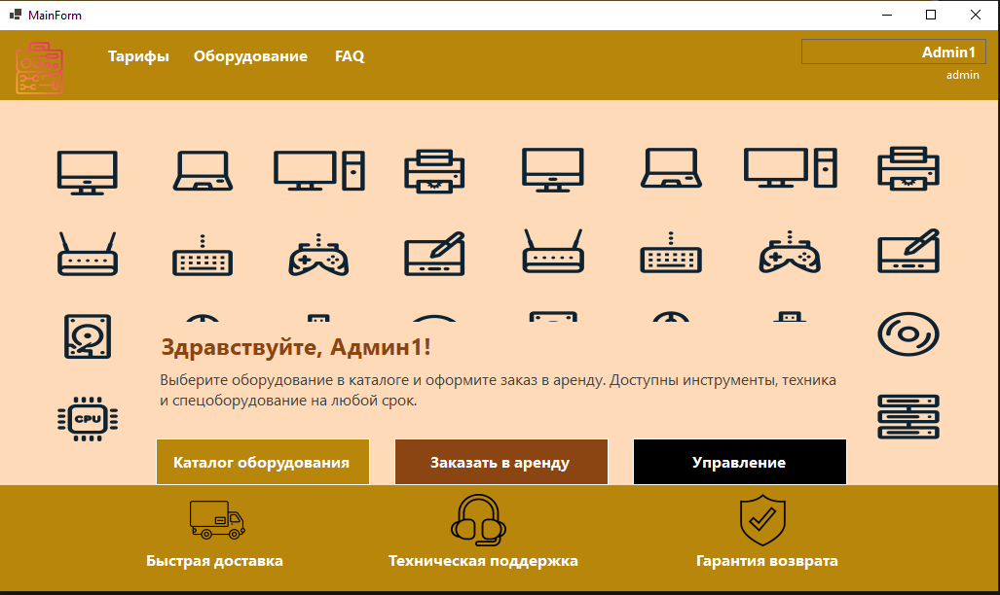 MainForm
Тарифы Оборудование FAQ
Admin1
admin
CPU
Здравствуйте, Админ1!
Выберите оборудование в каталоге и оформите заказ в аренду. Доступны инструменты, техника
и спецоборудование на любой срок.
Каталог оборудования Заказать в аренду Управление
Быстрая доставка Техническая поддержка Гарантия возврата